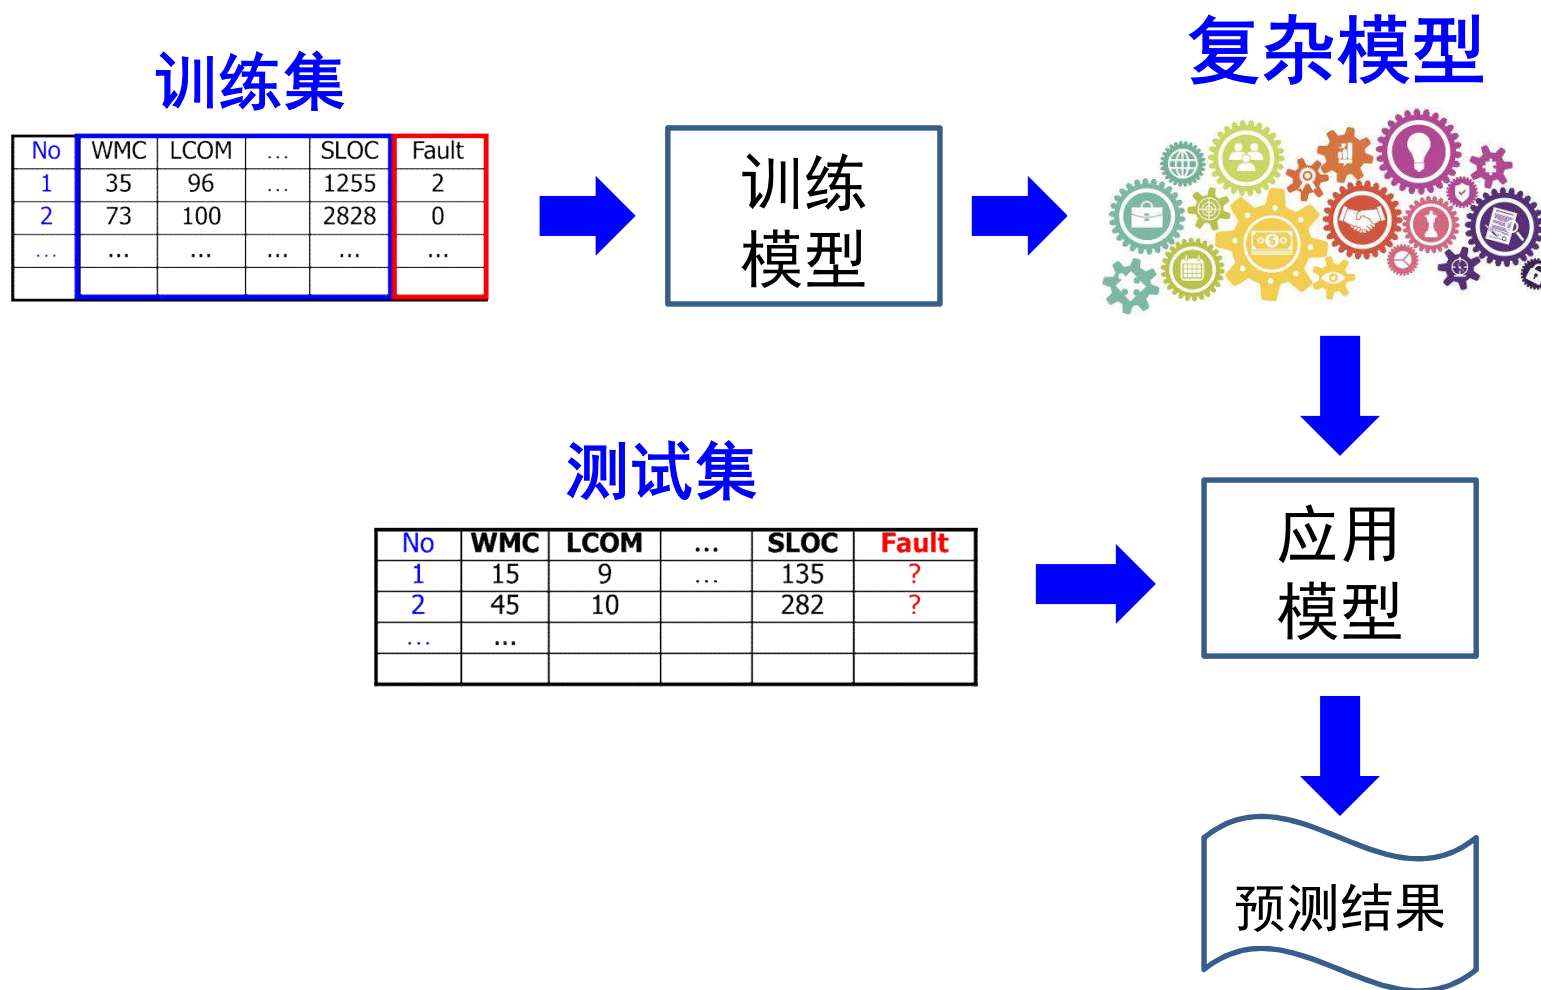 复杂模型
训练集
No WMC LCOM ... SLOC Fault
1 35 96 ... 1255 2
2 73 100 2828 0
... ... ... ... ... ...
训练
模型
测试集
No WMC LCOM ... SLOC Fault
1 15 9 ... 135 ?
2 45 10 282 ?
... ...
应用
模型
预测结果